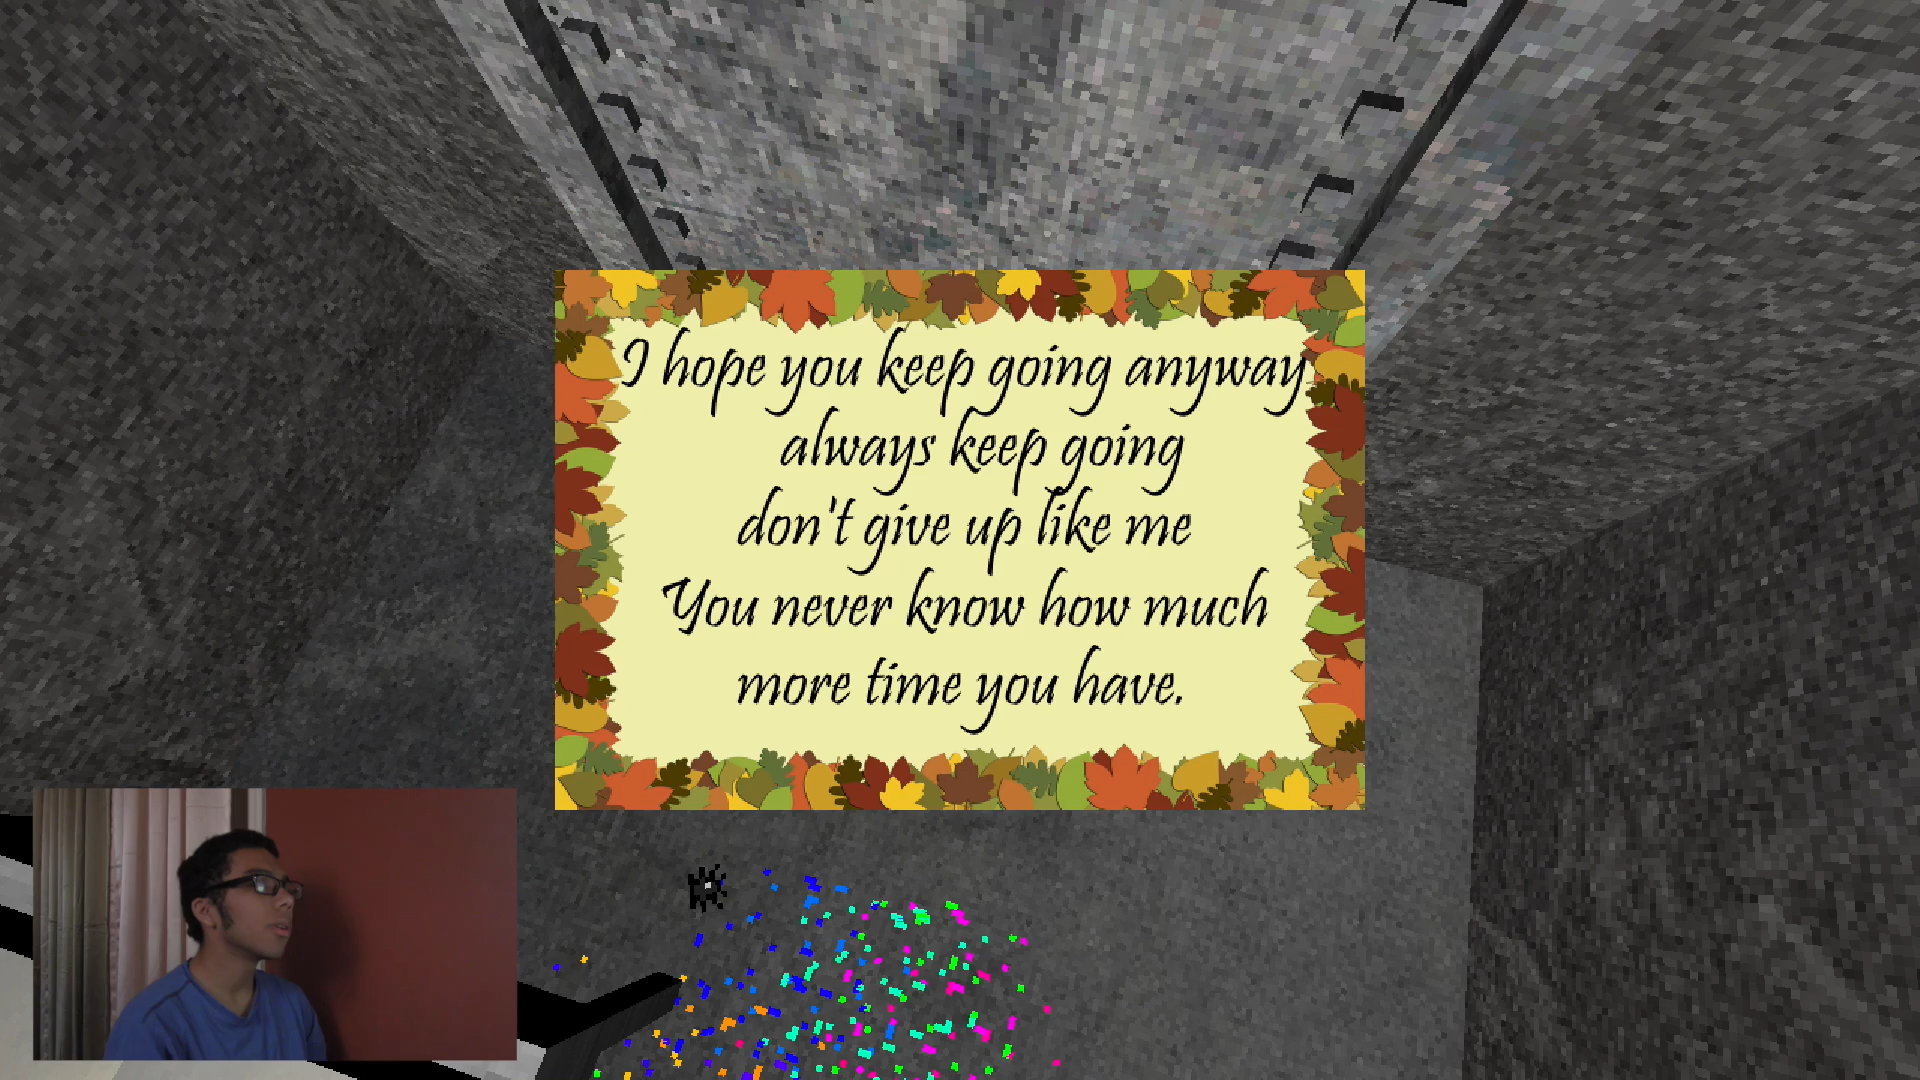 I hope you keep going anyway
always keep going
don't give up like me
You never know how much
more time you have.